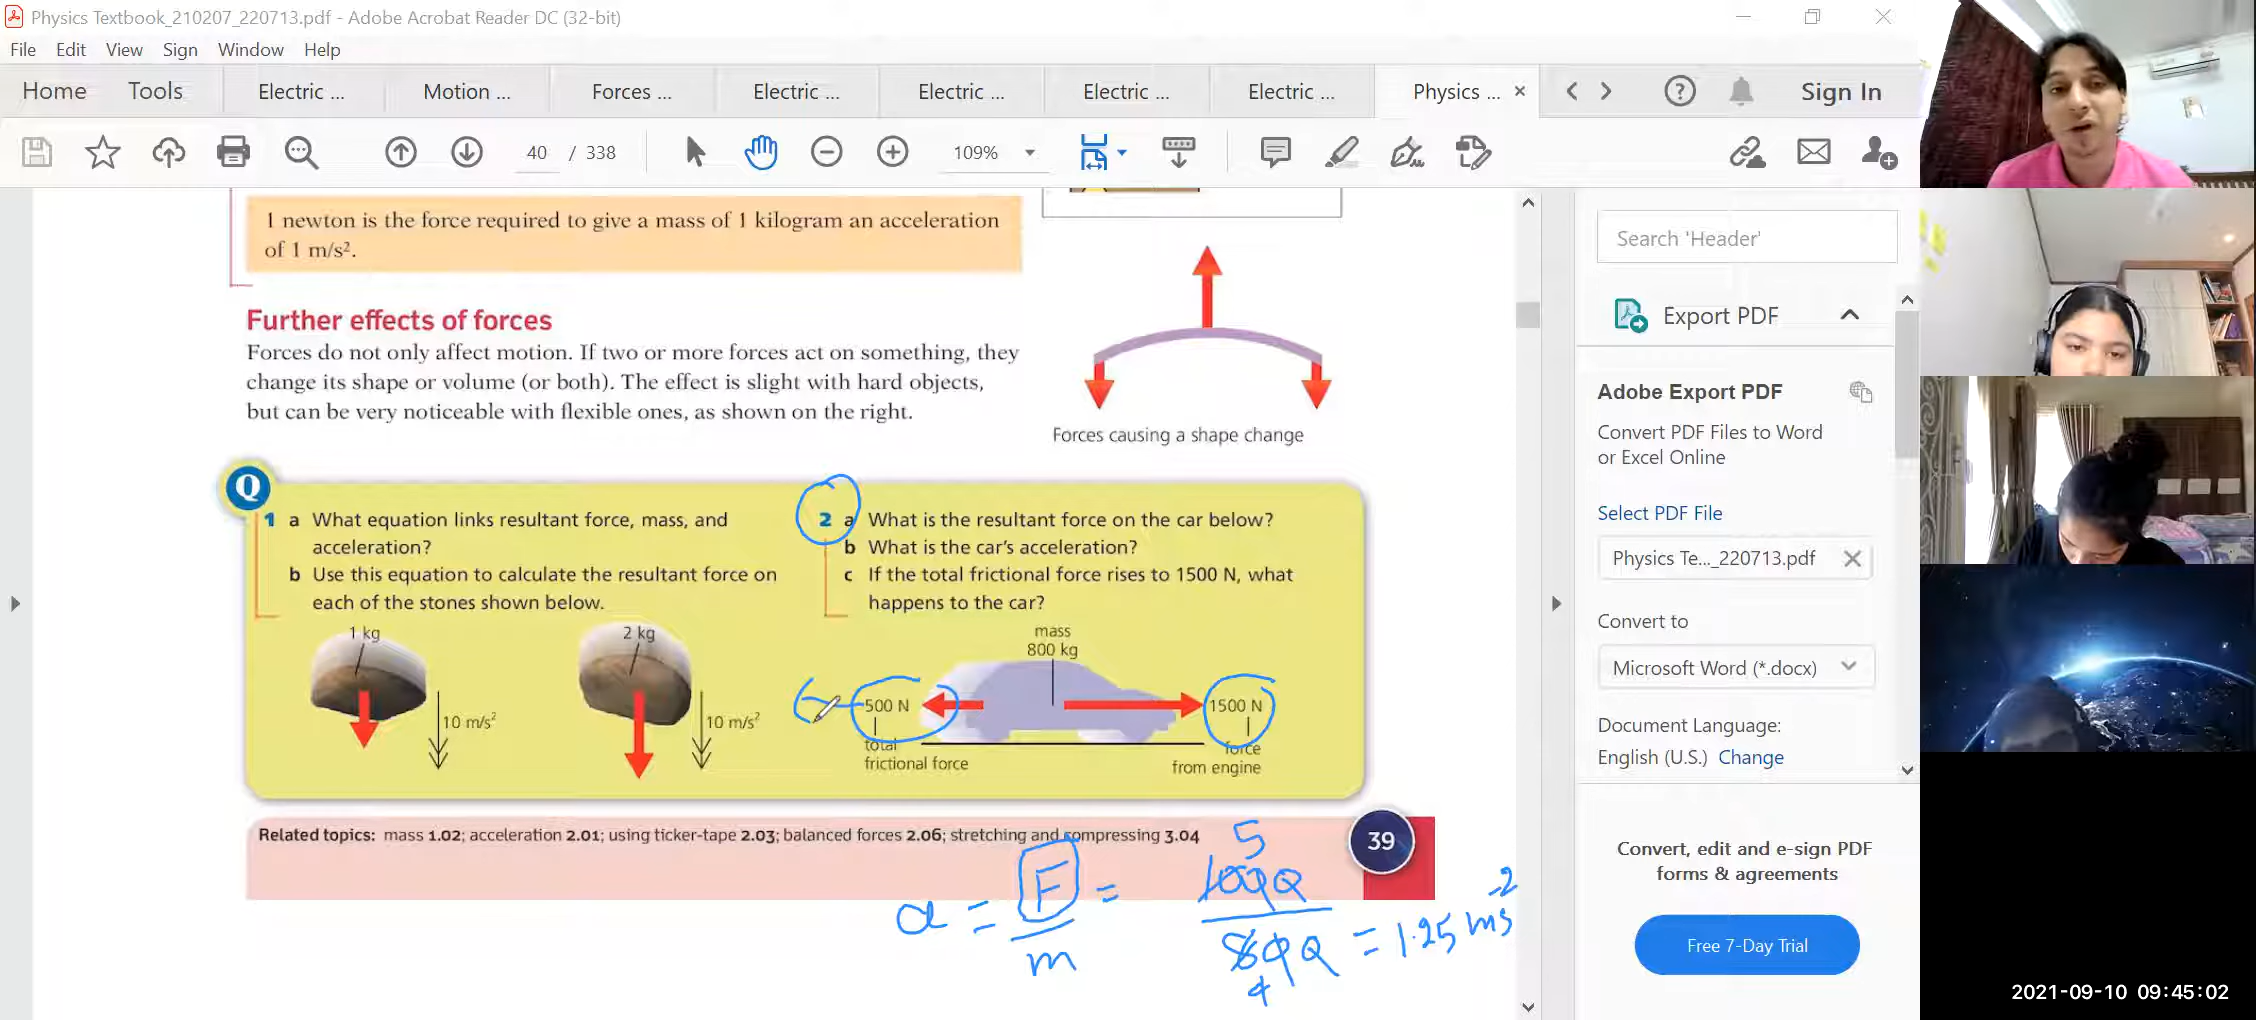 Physics Textbook_210207_220713.pdf - Adobe Acrobat Reader DC (32-bit)
File Edit View Sign Window Help
Home Tools Electric ... Motion ... Forces ... Electric ... Electric ... Electric ... Electric ... Physics ... × Sign In
40 / 338 109%
1 newton is the force required to give a mass of 1 kilogram an acceleration
of 1 m/s².
Further effects of forces
Forces do not only affect motion. If two or more forces act on something, they
change its shape or volume (or both). The effect is slight with hard objects,
but can be very noticeable with flexible ones, as shown on the right.
Forces causing a shape change
Q
1 a What equation links resultant force, mass, and
acceleration?
b Use this equation to calculate the resultant force on
each of the stones shown below.
1 kg
10 m/s²
2 kg
10 m/s²
2 a What is the resultant force on the car below?
b What is the car's acceleration?
c If the total frictional force rises to 1500 N, what
happens to the car?
mass
800 kg
500 N
total
frictional force
1500 N
force
from engine
Related topics: mass 1.02; acceleration 2.01; using ticker-tape 2.03; balanced forces 2.06; stretching and compressing 3.04
39
5
a = F/m = 1000/800 = 1.25 ms-2
4
Search 'Header'
Export PDF
Adobe Export PDF
Convert PDF Files to Word
or Excel Online
Select PDF File
Physics Te..._220713.pdf
Convert to
Microsoft Word (*.docx)
Document Language:
English (U.S.) Change
Convert, edit and e-sign PDF
forms & agreements
Free 7-Day Trial
2021-09-10 09:45:02